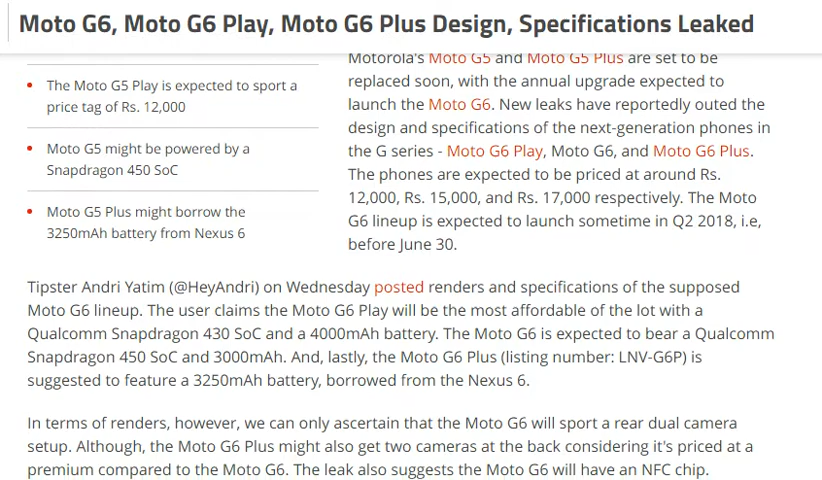 Moto G6, Moto G6 Play, Moto G6 Plus Design, Specifications Leaked
The Moto G5 Play is expected to sport a
price tag of Rs. 12,000
Moto G5 might be powered by a
Snapdragon 450 SoC
Moto G5 Plus might borrow the
3250mAh battery from Nexus 6
Motorola's Moto G5 and Moto G5 Plus are set to be
replaced soon, with the annual upgrade expected to
launch the Moto G6. New leaks have reportedly outed the
design and specifications of the next-generation phones in
the G series - Moto G6 Play, Moto G6, and Moto G6 Plus.
The phones are expected to be priced at around Rs.
12,000, Rs. 15,000, and Rs. 17,000 respectively. The Moto
G6 lineup is expected to launch sometime in Q2 2018, i.e,
before June 30.
Tipster Andri Yatim (@HeyAndri) on Wednesday posted renders and specifications of the supposed
Moto G6 lineup. The user claims the Moto G6 Play will be the most affordable of the lot with a
Qualcomm Snapdragon 430 SoC and a 4000mAh battery. The Moto G6 is expected to bear a Qualcomm
Snapdragon 450 SoC and 3000mAh. And, lastly, the Moto G6 Plus (listing number: LNV-G6P) is
suggested to feature a 3250mAh battery, borrowed from the Nexus 6.
In terms of renders, however, we can only ascertain that the Moto G6 will sport a rear dual camera
setup. Although, the Moto G6 Plus might also get two cameras at the back considering it's priced at a
premium compared to the Moto G6. The leak also suggests the Moto G6 will have an NFC chip.